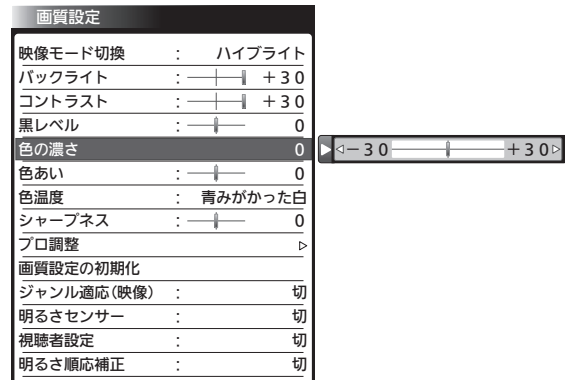 画質設定
映像モード切換 : ハイブライト
バックライト : +30
コントラスト : +30
黒レベル : 0
色の濃さ 0 -30 +30
色あい : 0
色温度 : 青みがかった白
シャープネス : 0
プロ調整
画質設定の初期化
ジャンル適応(映像) : 切
明るさセンサー : 切
視聴者設定 : 切
明るさ順応補正 : 切